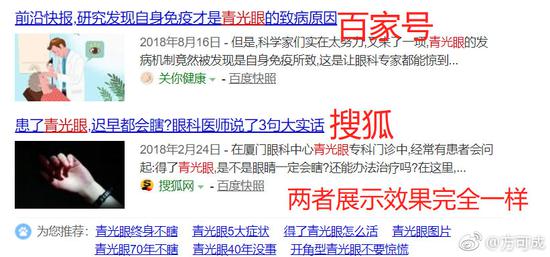 前沿快报,研究发现自身免疫才是青光眼的致病原因
百家号
2018年8月16日 - 但是,科学家们实在太努力,又来了一项,青光眼的发
病机制竟然被发现是自身免疫所致,这是让眼科专家都能惊到...
关你健康 - 百度快照
患了青光眼,迟早都会瞎?眼科医师说了3句大实话
搜狐
2018年2月24日 - 在厦门眼科中心青光眼专科门诊中,经常有患者会问
起:得了青光眼,是不是眼睛一定会瞎?还能办法治疗吗?在这里,...
搜狐网 - 百度快照
两者展示效果完全一样
为您推荐: 青光眼终身不瞎 青光眼5大症状 得了青光眼怎么活 青光眼图片
青光眼70年不瞎 青光眼40年没事 开角型青光眼不要惊慌
@方可成